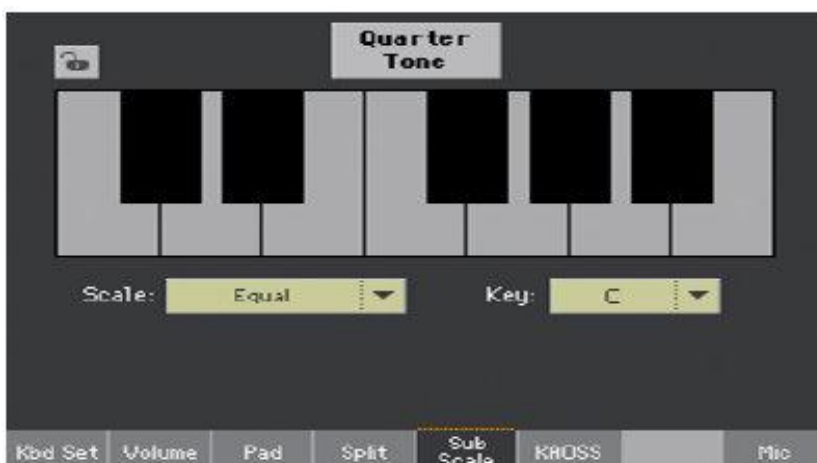 Quarter
Tone
Scale: Equal Key: C
Kbd Set Volume Pad Split Sub Scale KAOSS Mic